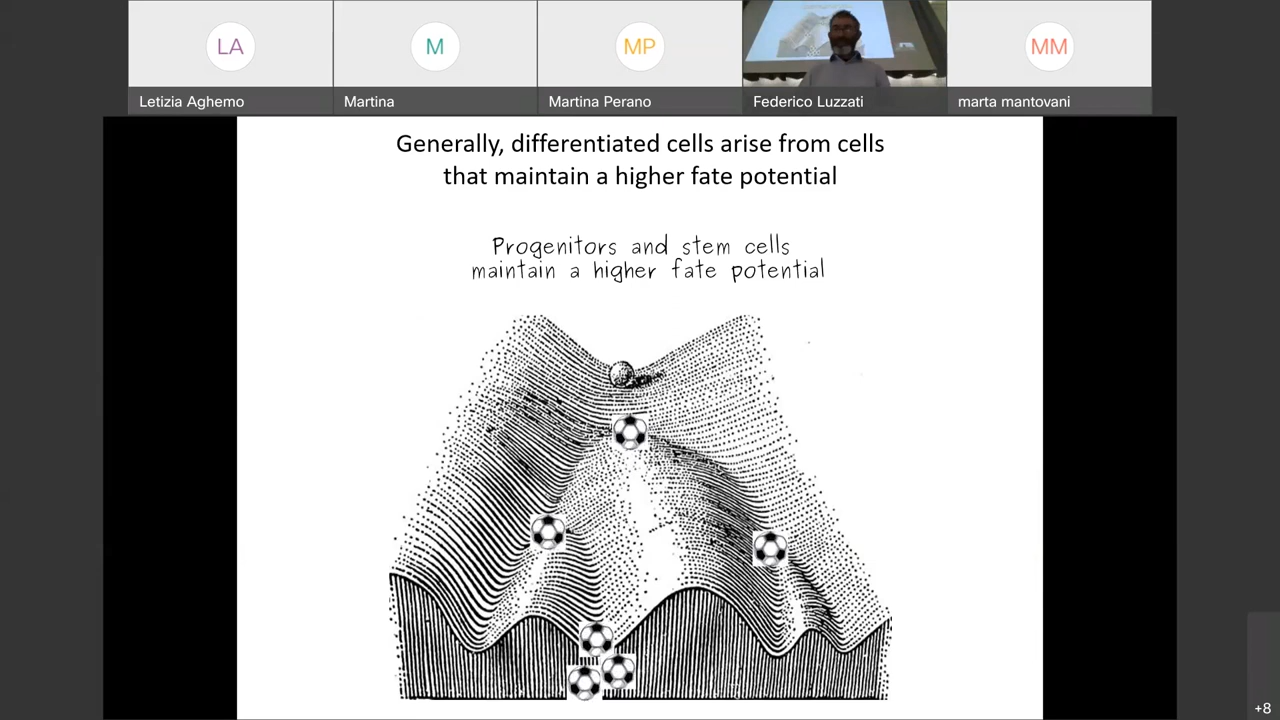 LA
M
MP
MM
Letizia Aghemo
Martina
Martina Perano
Federico Luzzati
marta mantovani
Generally, differentiated cells arise from cells
that maintain a higher fate potential
Progenitors and stem cells
maintain a higher fate potential
+8